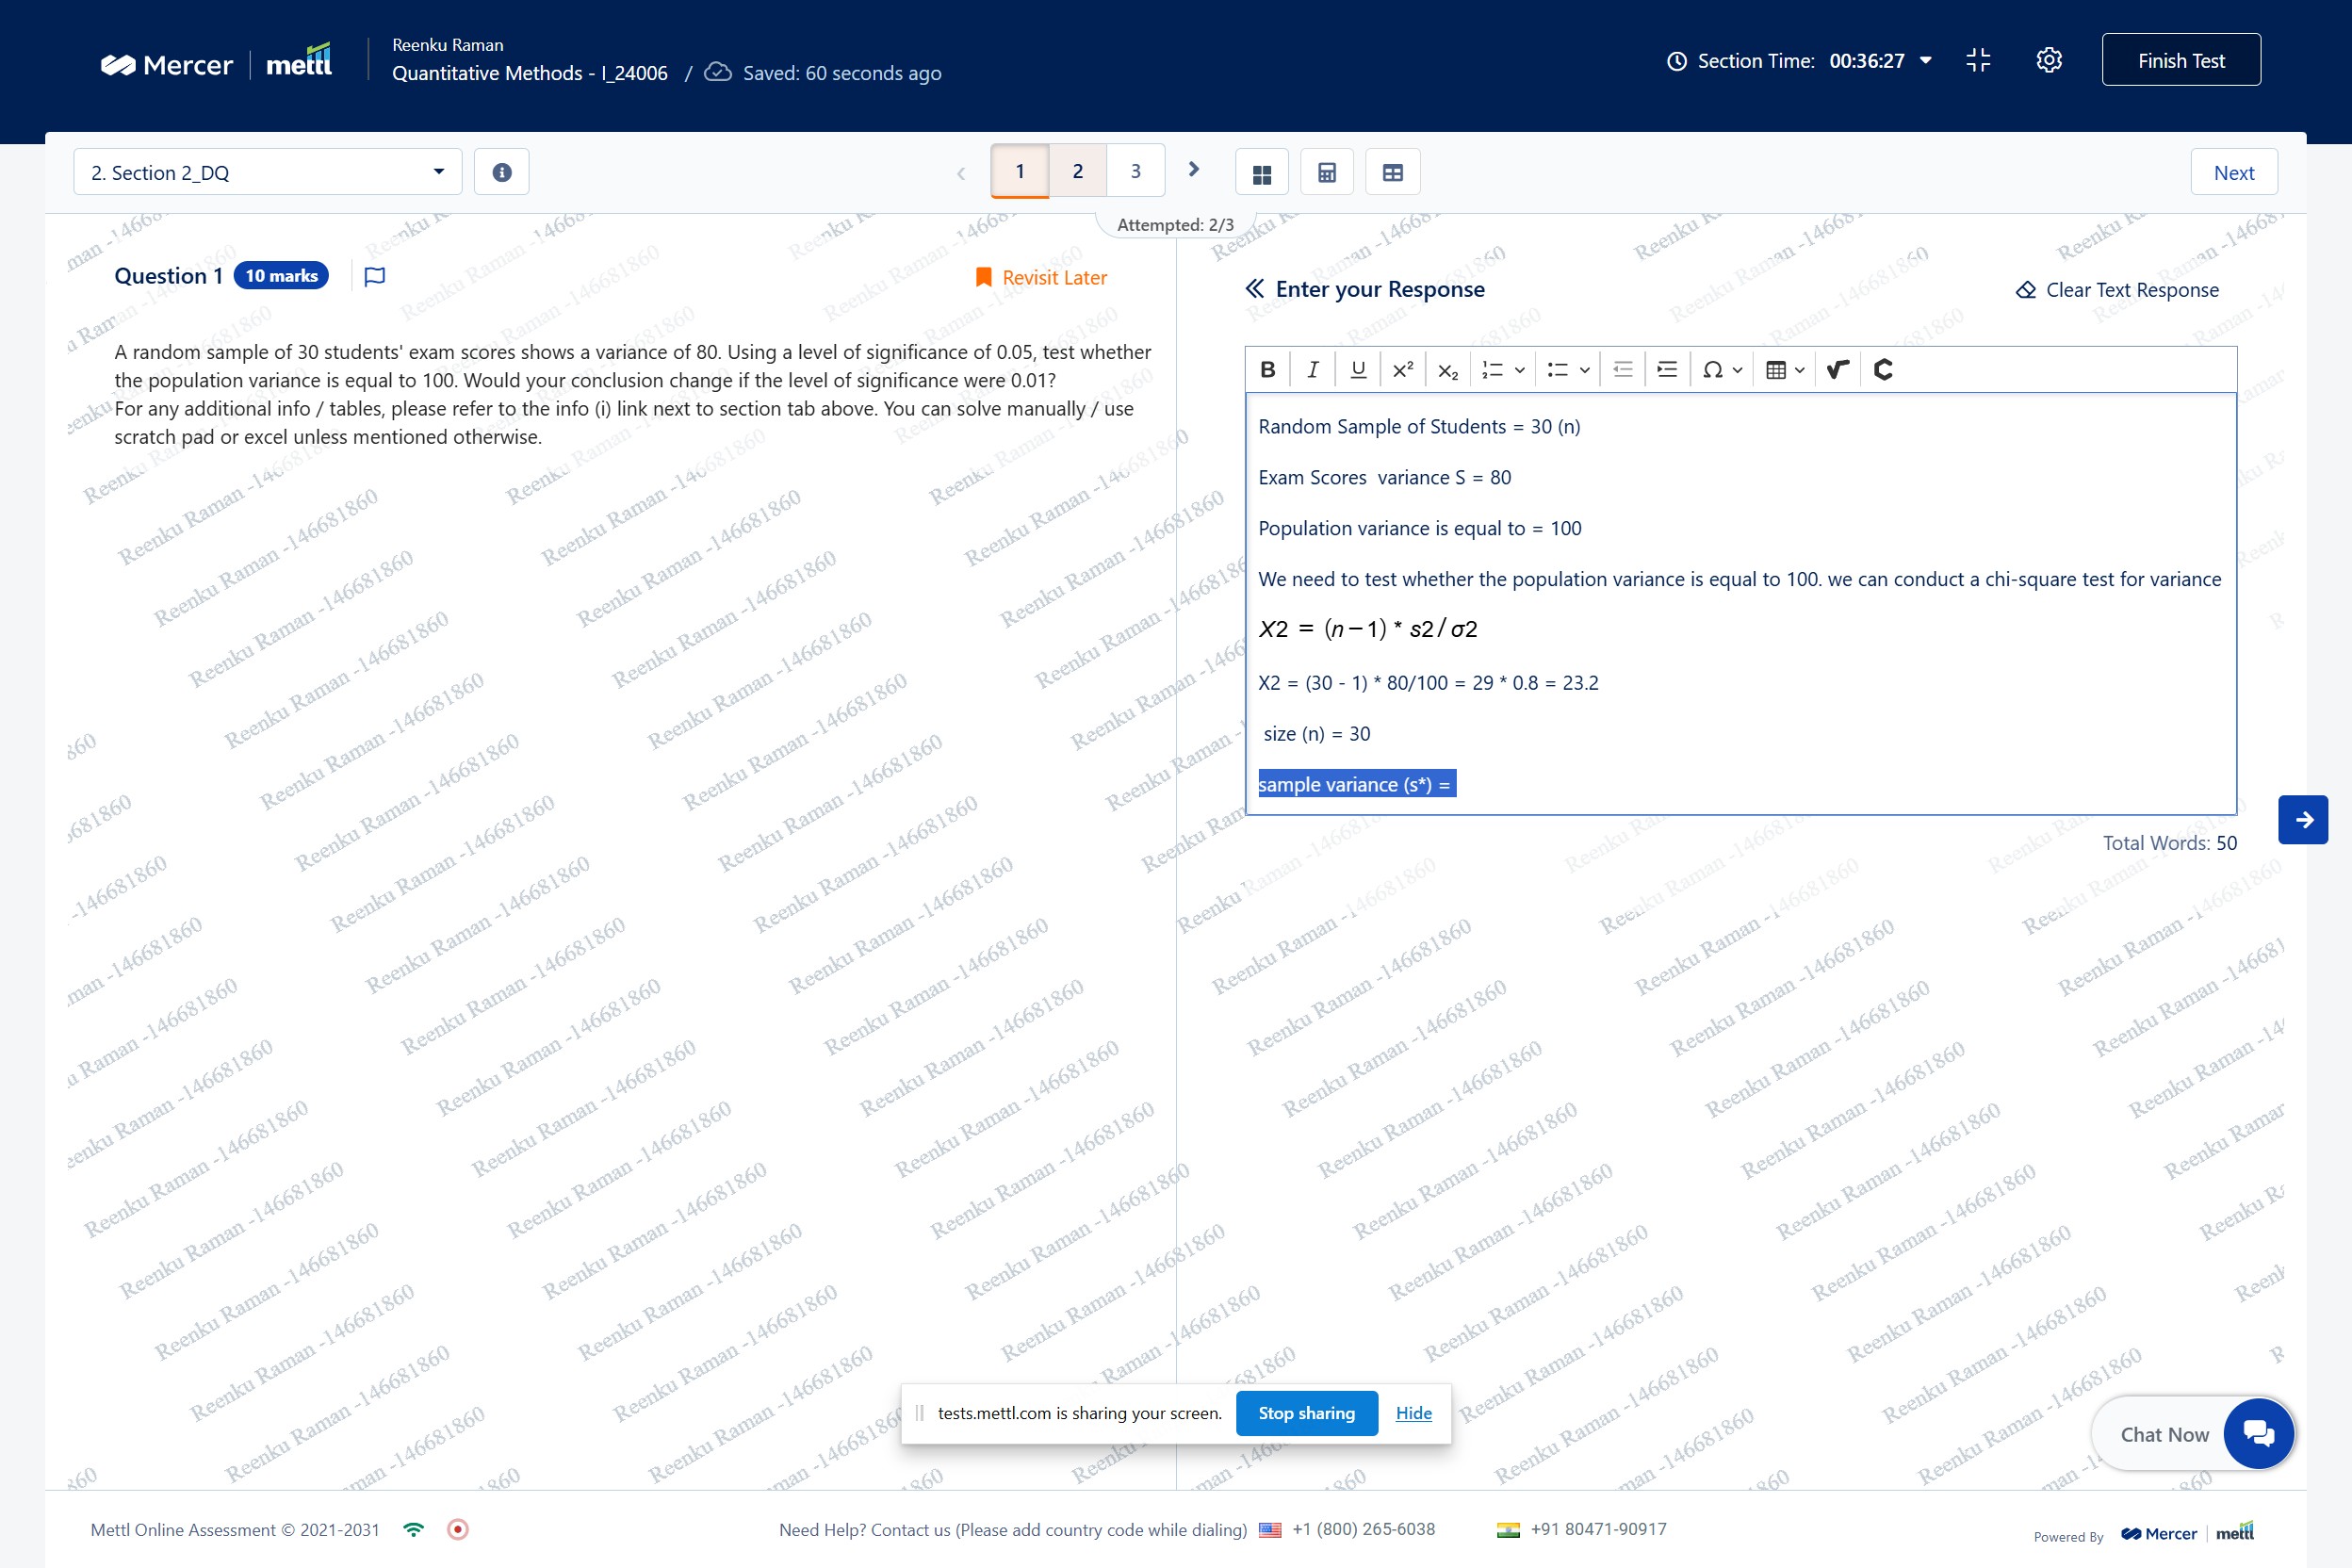 Mercer | mettl
Reenku Raman
Quantitative Methods - I_24006 / Saved: 60 seconds ago
Section Time: 00:36:27
Finish Test
2. Section 2_DQ
1 2 3
Next
Attempted: 2/3
Question 1 10 marks
Revisit Later
A random sample of 30 students' exam scores shows a variance of 80. Using a level of significance of 0.05, test whether
the population variance is equal to 100. Would your conclusion change if the level of significance were 0.01?
For any additional info / tables, please refer to the info (i) link next to section tab above. You can solve manually / use
scratch pad or excel unless mentioned otherwise.
Enter your Response
Clear Text Response
B I U x² x₂ Ω
Random Sample of Students = 30 (n)
Exam Scores  variance S = 80
Population variance is equal to = 100
We need to test whether the population variance is equal to 100. we can conduct a chi-square test for variance
X2 = (n−1) * s2/σ2
X2 = (30 - 1) * 80/100 = 29 * 0.8 = 23.2
size (n) = 30
sample variance (s*) =
Total Words: 50
Reenku Raman -146681860
tests.mettl.com is sharing your screen. Stop sharing Hide
Chat Now
Mettl Online Assessment © 2021-2031
Need Help? Contact us (Please add country code while dialing) +1 (800) 265-6038 +91 80471-90917
Powered By Mercer | mettl